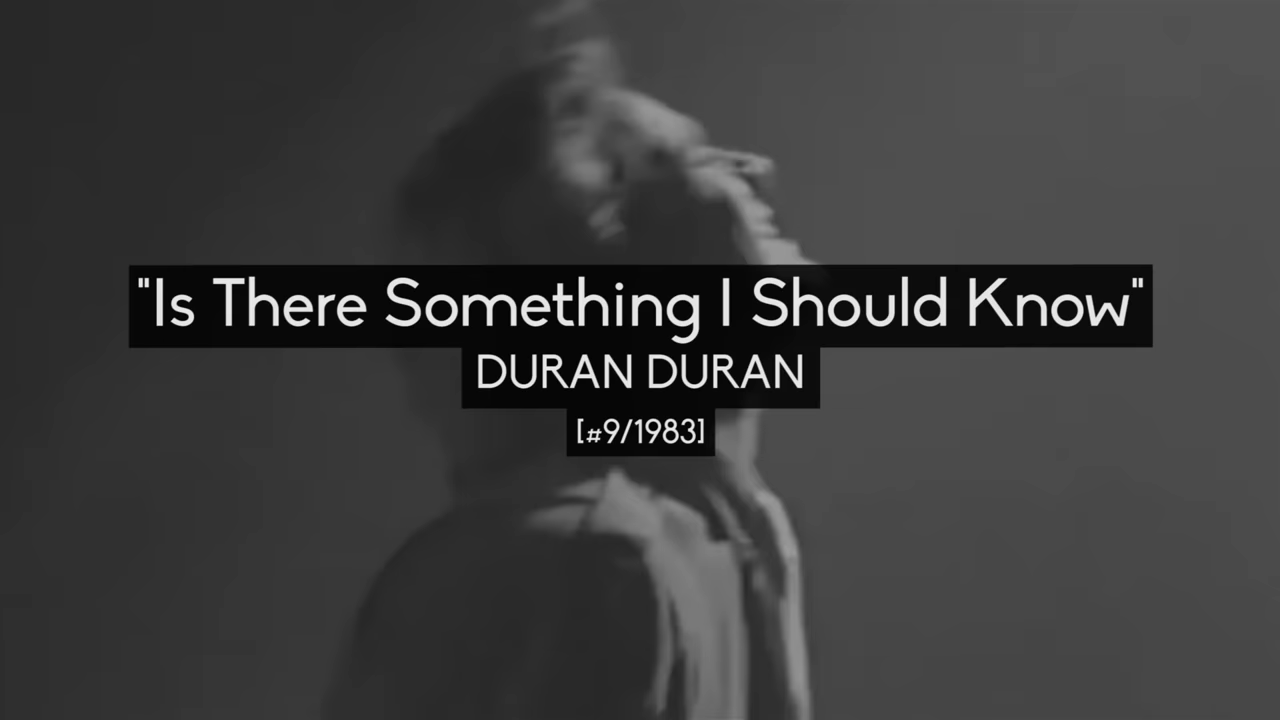 "Is There Something I Should Know"
DURAN DURAN
[#9/1983]